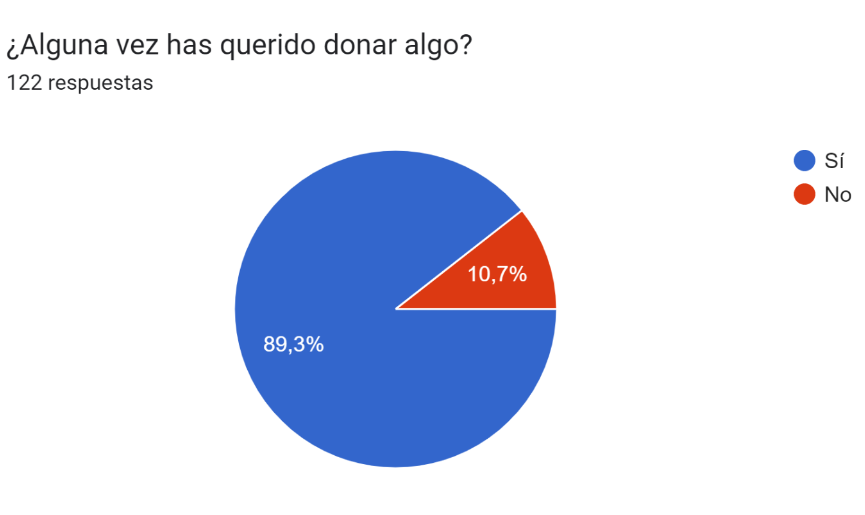 ¿Alguna vez has querido donar algo?
122 respuestas
Sí
No
10,7%
89,3%